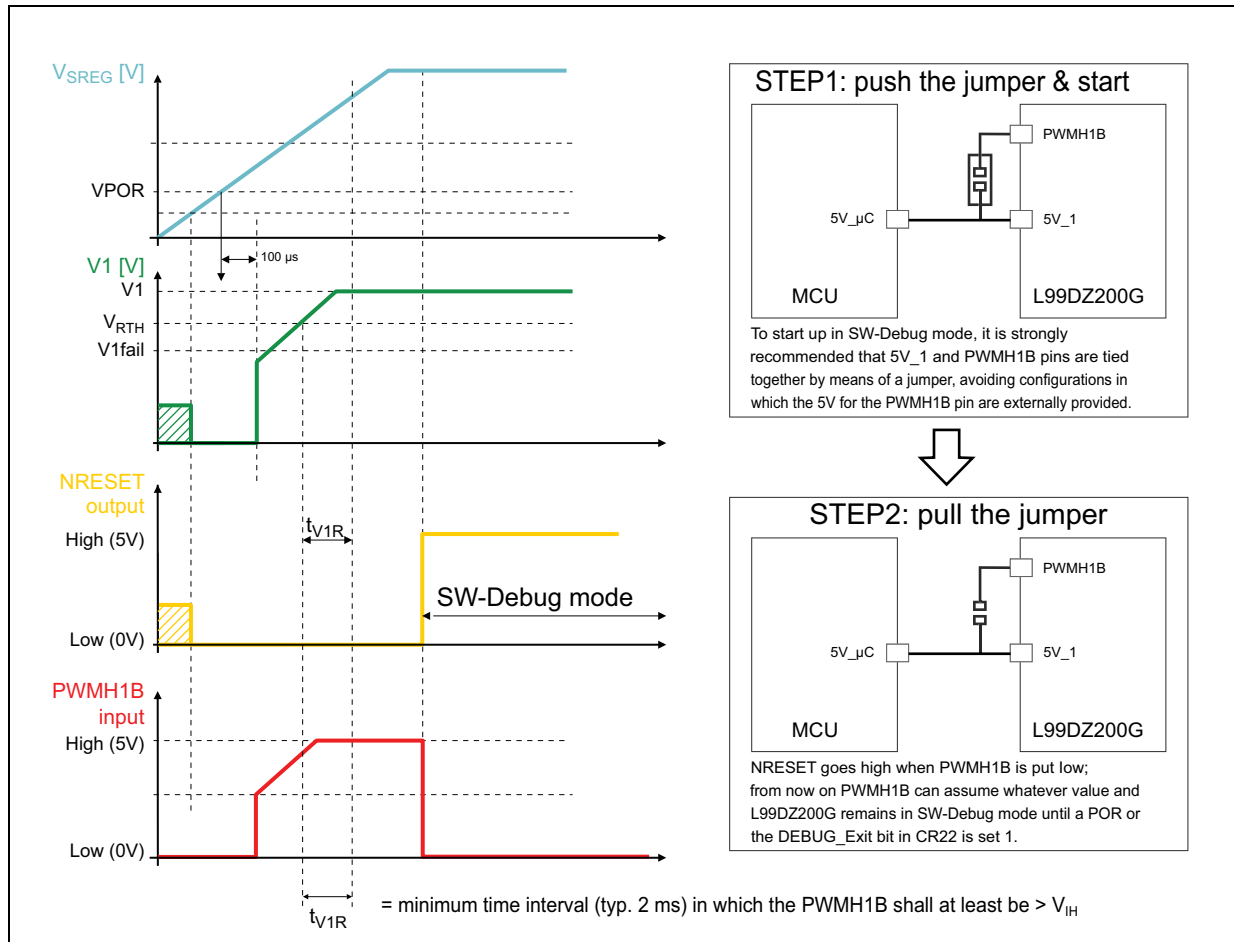 V_SREG [V]
VPOR
100 µs
V1 [V]
V1
V_RTH
V1fail
NRESET
output
High (5V)
t_V1R
SW-Debug mode
Low (0V)
PWMH1B
input
High (5V)
Low (0V)
t_V1R
= minimum time interval (typ. 2 ms) in which the PWMH1B shall at least be > V_IH
STEP1: push the jumper & start
PWMH1B
5V_µC
5V_1
MCU
L99DZ200G
To start up in SW-Debug mode, it is strongly
recommended that 5V_1 and PWMH1B pins are tied
together by means of a jumper, avoiding configurations in
which the 5V for the PWMH1B pin are externally provided.
STEP2: pull the jumper
PWMH1B
5V_µC
5V_1
MCU
L99DZ200G
NRESET goes high when PWMH1B is put low;
from now on PWMH1B can assume whatever value and
L99DZ200G remains in SW-Debug mode until a POR or
the DEBUG_Exit bit in CR22 is set 1.